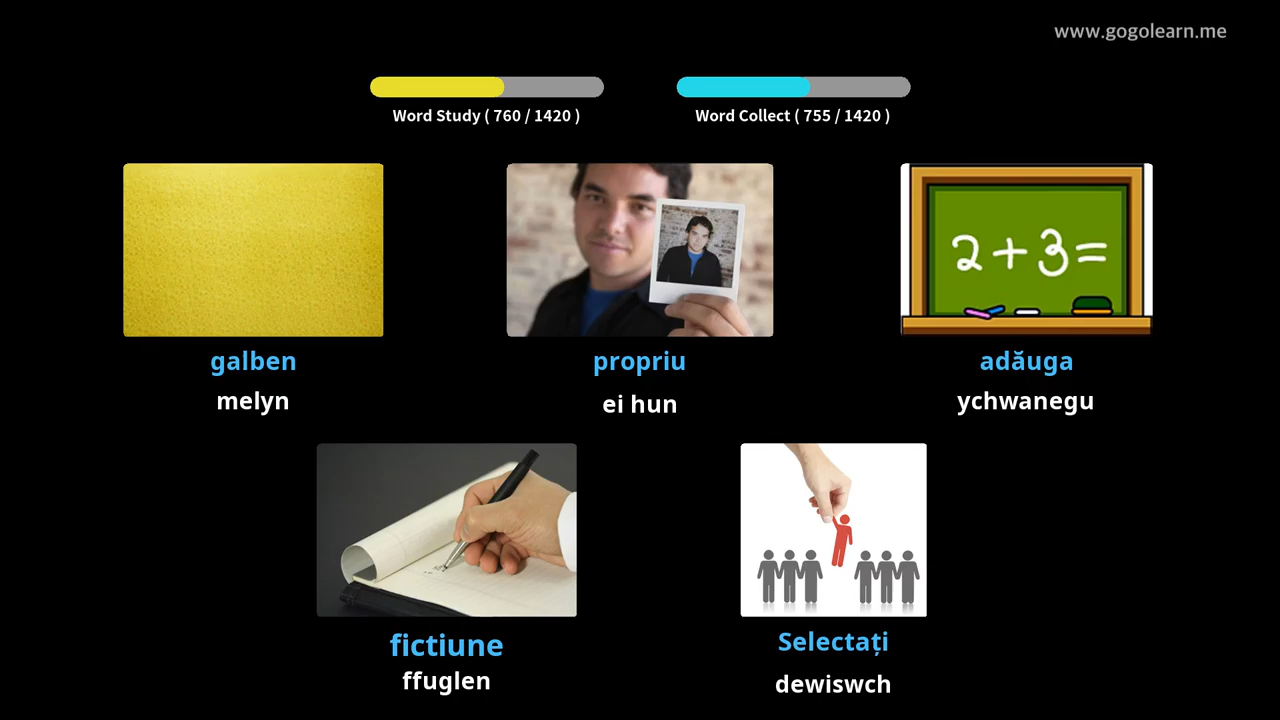 www.gogolearn.me
Word Study ( 760 / 1420 )
Word Collect ( 755 / 1420 )
2+3=
galben
melyn
propriu
ei hun
adăuga
ychwanegu
fictiune
ffuglen
Selectați
dewiswch